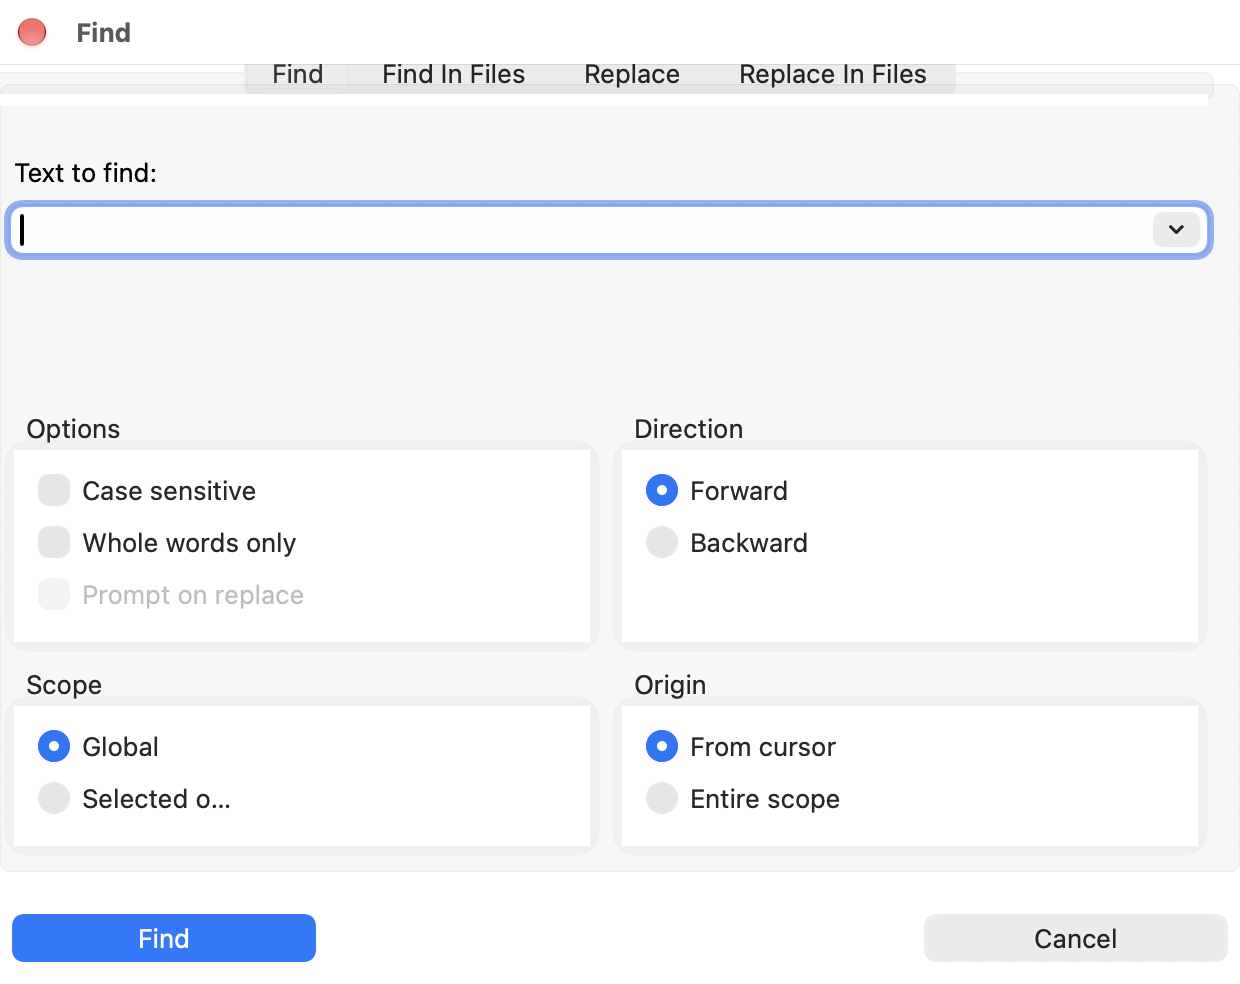 Find
Find Find In Files Replace Replace In Files
Text to find:
Options
Case sensitive
Whole words only
Prompt on replace
Direction
Forward
Backward
Scope
Global
Selected o...
Origin
From cursor
Entire scope
Find Cancel